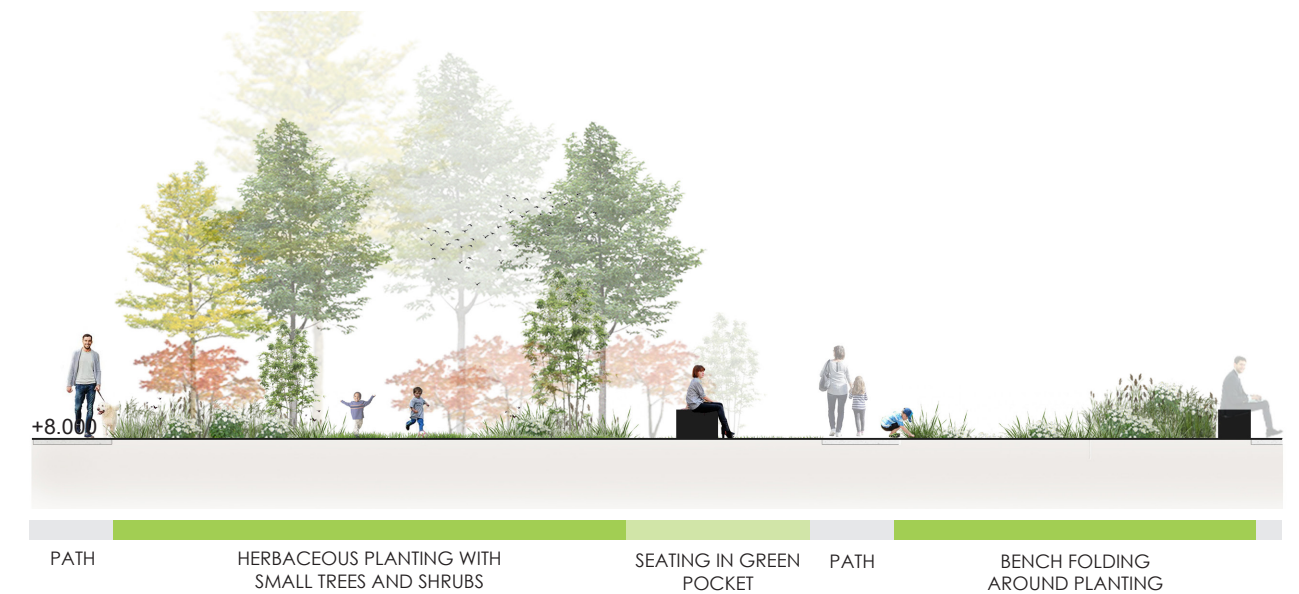 +8.000
PATH
HERBACEOUS PLANTING WITH
SMALL TREES AND SHRUBS
SEATING IN GREEN
POCKET
PATH
BENCH FOLDING
AROUND PLANTING